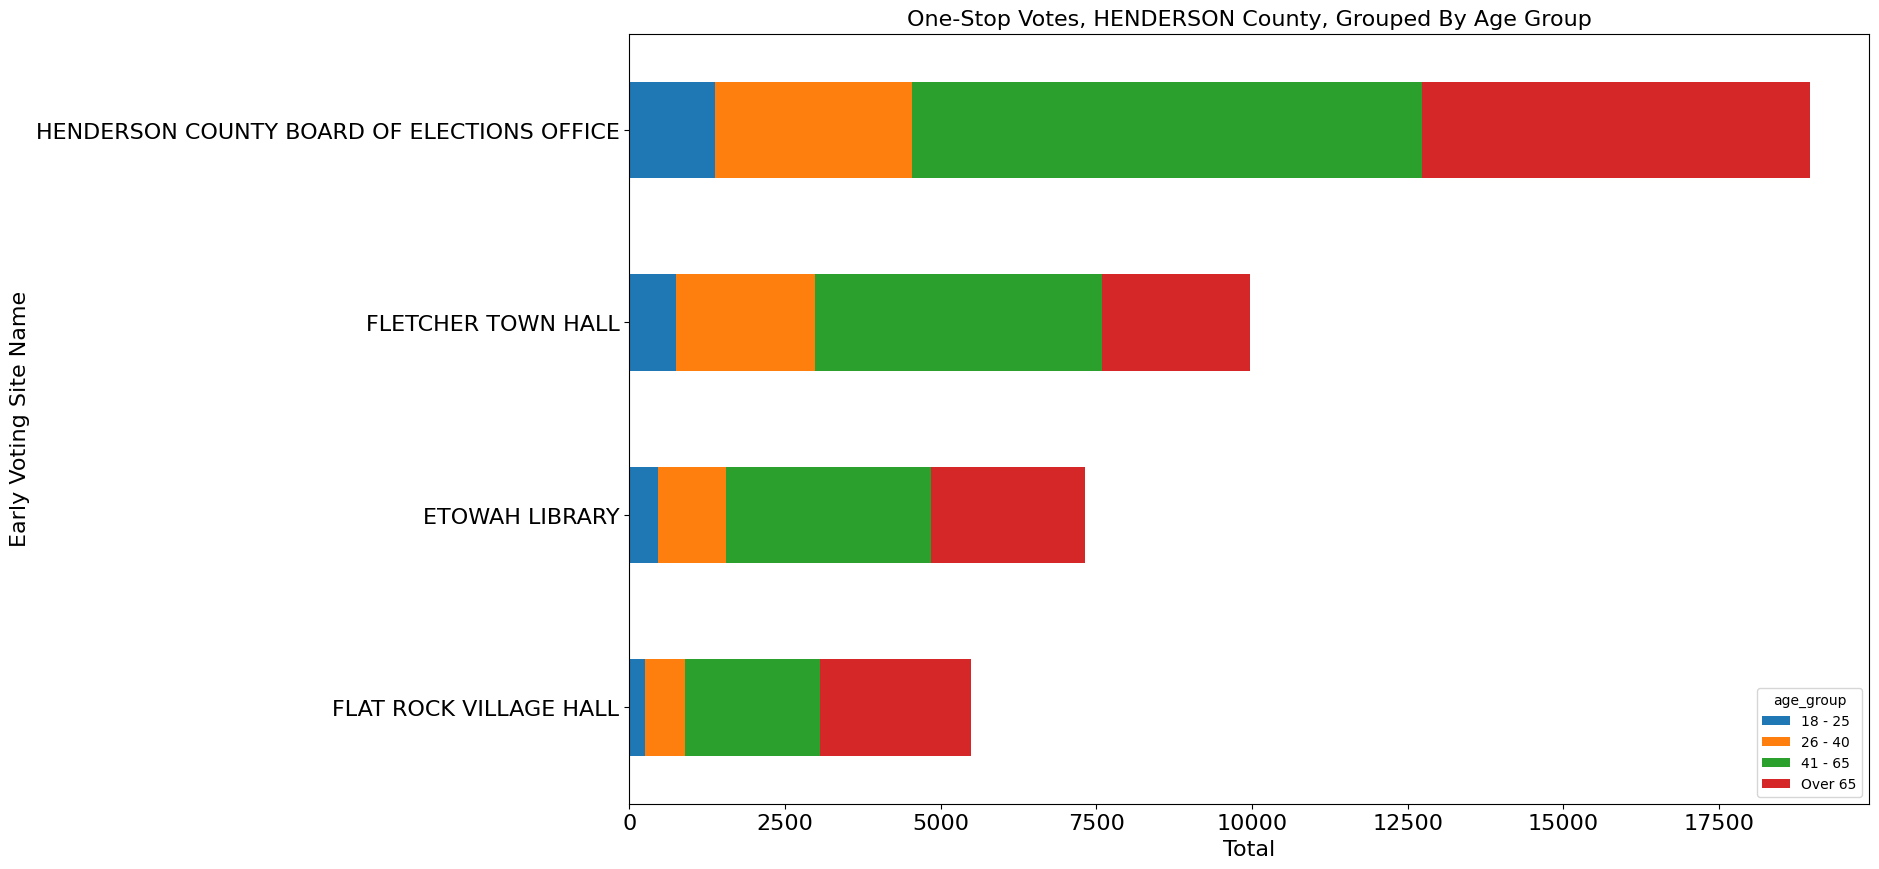 One-Stop Votes, HENDERSON County, Grouped By Age Group
Early Voting Site Name
HENDERSON COUNTY BOARD OF ELECTIONS OFFICE
FLETCHER TOWN HALL
ETOWAH LIBRARY
FLAT ROCK VILLAGE HALL
age_group
18 - 25
26 - 40
41 - 65
Over 65
0 2500 5000 7500 10000 12500 15000 17500
Total